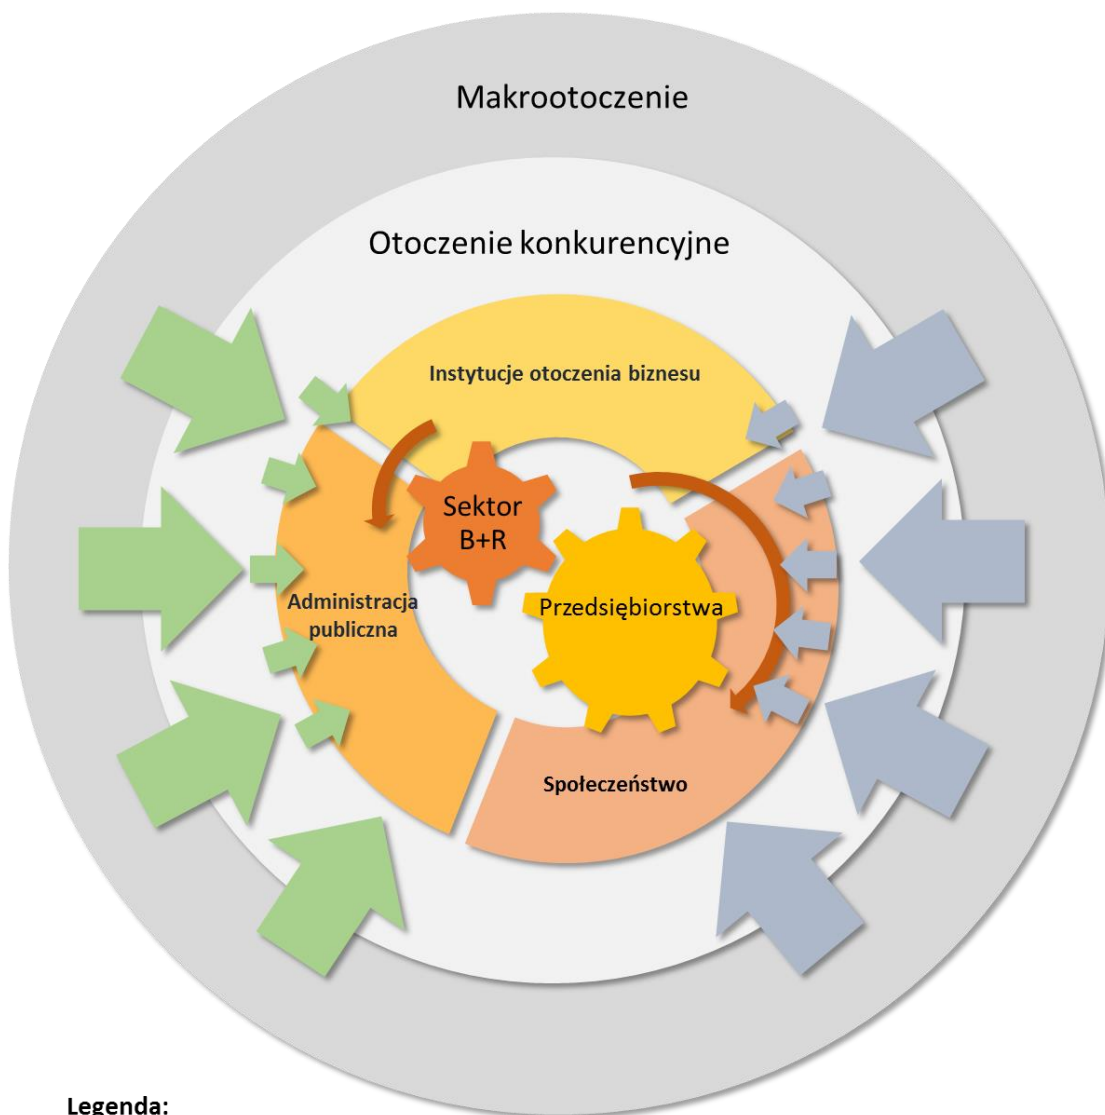 Makrootoczenie
Otoczenie konkurencyjne
Instytucje otoczenia biznesu
Sektor
B+R
Przedsiębiorstwa
Administracja
publiczna
Społeczeństwo
Legenda: